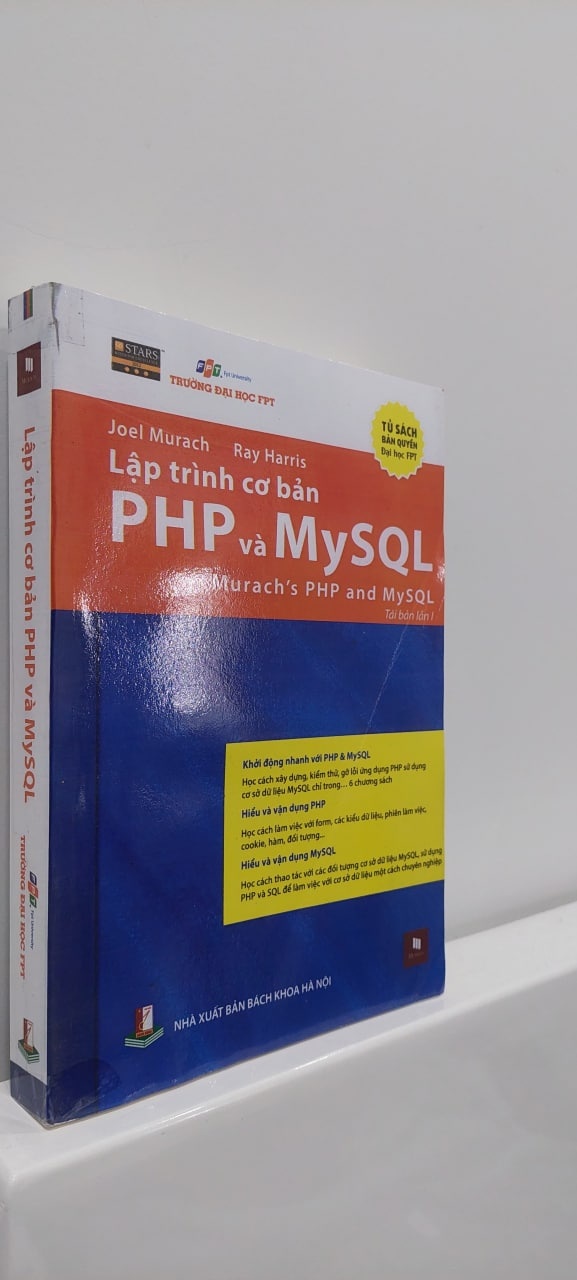 STARS
FPT. Fpt University
TRƯỜNG ĐẠI HỌC FPT
TỦ SÁCH
BẢN QUYỀN
Đại học FPT
Joel Murach Ray Harris
Lập trình cơ bản
PHP và MySQL
Murach's PHP and MySQL
Tái bản lần I
Khởi động nhanh với PHP & MySQL
Học cách xây dựng, kiểm thử, gỡ lỗi ứng dụng PHP sử dụng
cơ sở dữ liệu MySQL chỉ trong... 6 chương sách
Hiểu và vận dụng PHP
Học cách làm việc với form, các kiểu dữ liệu, phiên làm việc,
cookie, hàm, đối tượng...
Hiểu và vận dụng MySQL
Học cách thao tác với các đối tượng cơ sở dữ liệu MySQL, sử dụng
PHP và SQL để làm việc với cơ sở dữ liệu một cách chuyên nghiệp
NHÀ XUẤT BẢN BÁCH KHOA HÀ NỘI
Lập trình cơ bản PHP và MySQL
FPT. Fpt University
TRƯỜNG ĐẠI HỌC FPT